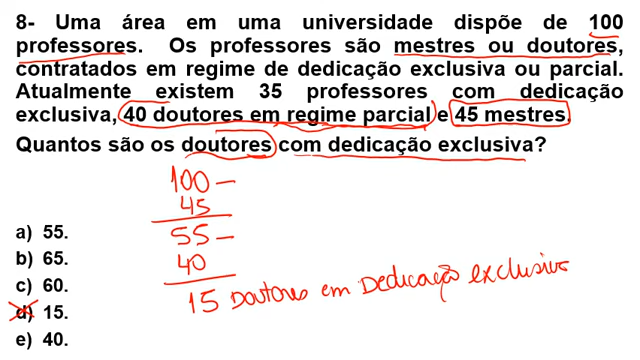 8- Uma área em uma universidade dispõe de 100
professores. Os professores são mestres ou doutores,
contratados em regime de dedicação exclusiva ou parcial.
Atualmente existem 35 professores com dedicação
exclusiva, 40 doutores em regime parcial e 45 mestres.
Quantos são os doutores com dedicação exclusiva?
100 –
45
55 –
40
15 Doutores em Dedicação exclusiva
a) 55.
b) 65.
c) 60.
d) 15.
e) 40.